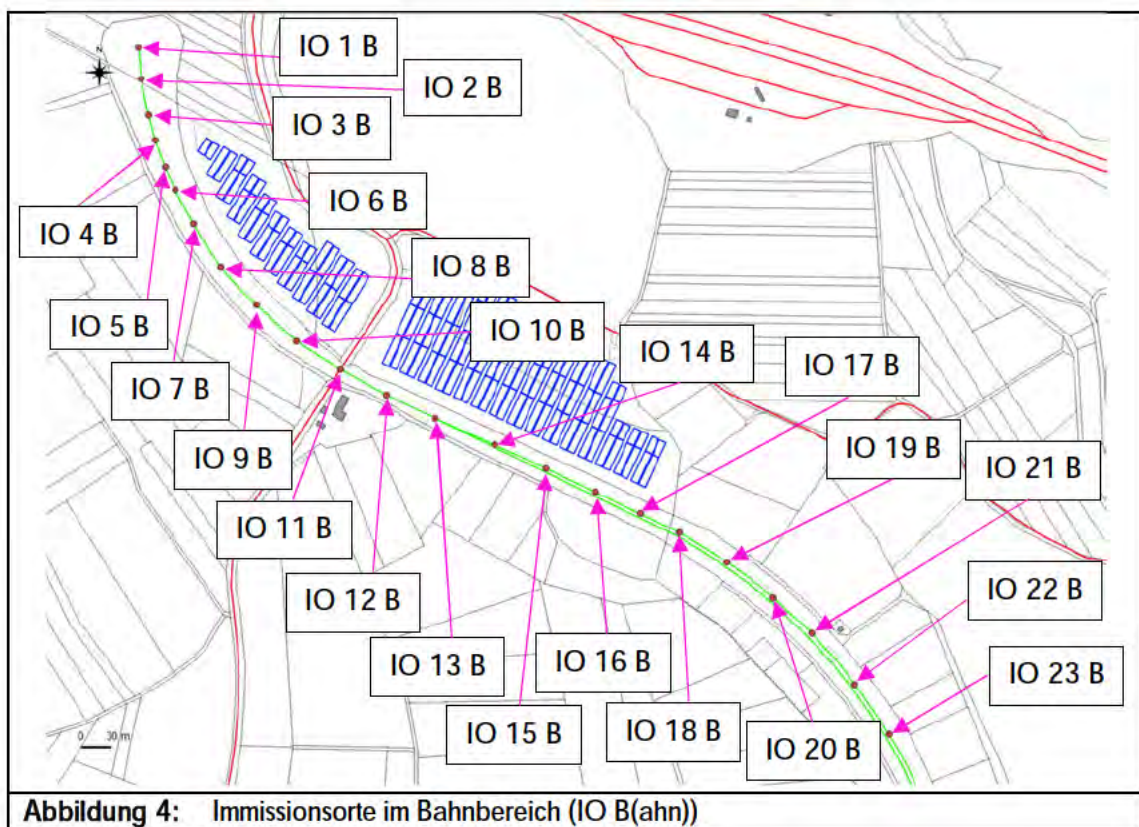 IO 1 B
N
IO 2 B
IO 3 B
IO 6 B
IO 4 B
IO 8 B
IO 5 B
IO 10 B
IO 14 B
IO 17 B
IO 7 B
IO 19 B
IO 9 B
IO 21 B
IO 11 B
IO 12 B
IO 22 B
IO 13 B
IO 16 B
IO 23 B
IO 15 B
IO 18 B
IO 20 B
0 30 m
Abbildung 4: Immissionsorte im Bahnbereich (IO B(ahn))